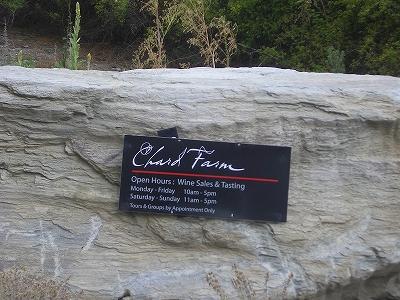 Chard Farm
Open Hours: Wine Sales & Tasting
Monday - Friday 10am - 5pm
Saturday - Sunday 11am - 5pm
Tours & Groups by Appointment Only